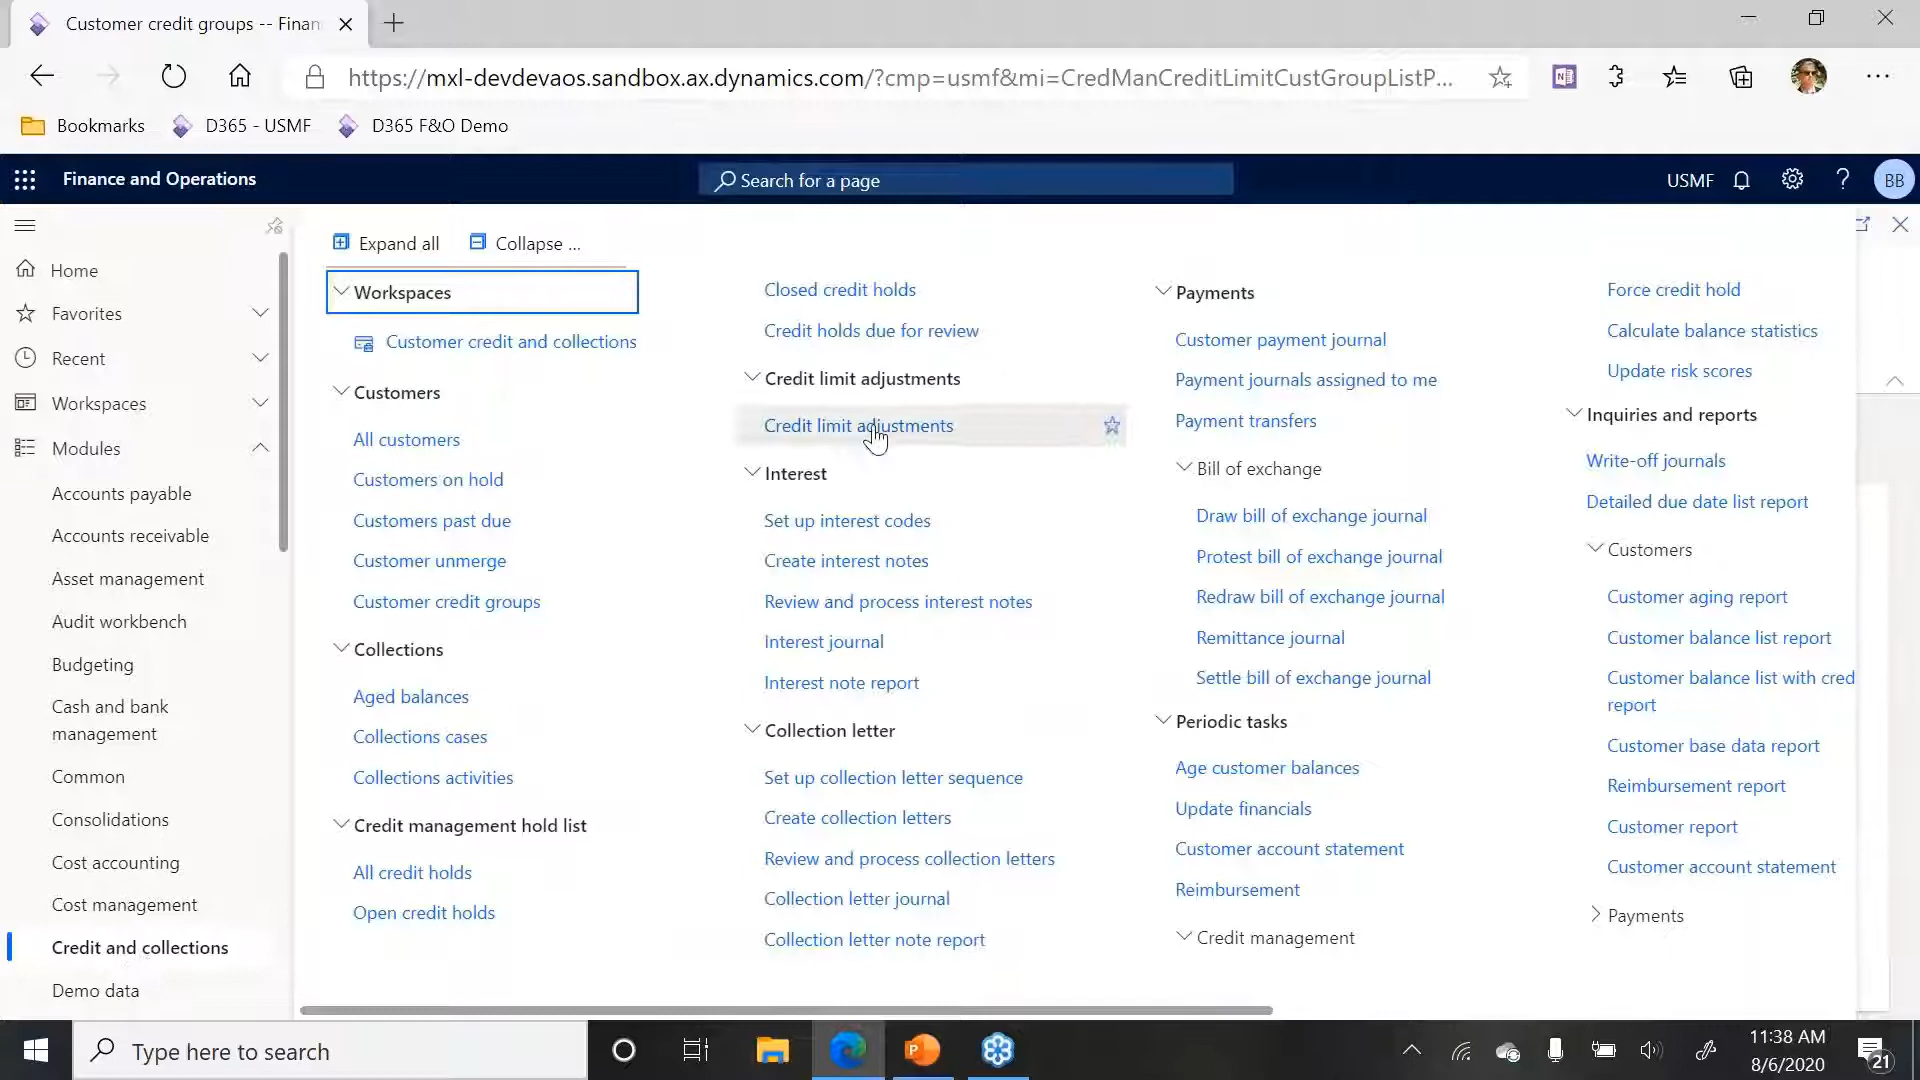 Customer credit groups -- Finan
https://mxl-devdevaos.sandbox.ax.dynamics.com/?cmp=usmf&mi=CredManCreditLimitCustGroupListP...
Bookmarks
D365 - USMF
D365 F&O Demo
Finance and Operations
Search for a page
USMF
BB
Home
Favorites
Recent
Workspaces
Modules
Accounts payable
Accounts receivable
Asset management
Audit workbench
Budgeting
Cash and bank
management
Common
Consolidations
Cost accounting
Cost management
Credit and collections
Demo data
Expand all
Collapse ...
Workspaces
Customer credit and collections
Customers
All customers
Customers on hold
Customers past due
Customer unmerge
Customer credit groups
Collections
Aged balances
Collections cases
Collections activities
Credit management hold list
All credit holds
Open credit holds
Closed credit holds
Credit holds due for review
Credit limit adjustments
Credit limit adjustments
Interest
Set up interest codes
Create interest notes
Review and process interest notes
Interest journal
Interest note report
Collection letter
Set up collection letter sequence
Create collection letters
Review and process collection letters
Collection letter journal
Collection letter note report
Payments
Customer payment journal
Payment journals assigned to me
Payment transfers
Bill of exchange
Draw bill of exchange journal
Protest bill of exchange journal
Redraw bill of exchange journal
Remittance journal
Settle bill of exchange journal
Periodic tasks
Age customer balances
Update financials
Customer account statement
Reimbursement
Credit management
Force credit hold
Calculate balance statistics
Update risk scores
Inquiries and reports
Write-off journals
Detailed due date list report
Customers
Customer aging report
Customer balance list report
Customer balance list with cred
report
Customer base data report
Reimbursement report
Customer report
Customer account statement
Payments
Type here to search
11:38 AM
8/6/2020
21